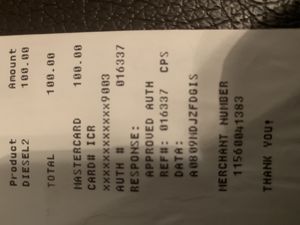 Product Amount
DIESEL2 100.00
TOTAL 100.00
MASTERCARD 100.00
CARD# ICR
XXXXXXXXXXXX9003
AUTH # 016337
RESPONSE:
APPROVED AUTH
REF#: 016337 CPS
DATA:
A0809MDJZFDGIS
MERCHANT NUMBER
11560041383
THANK YOU!